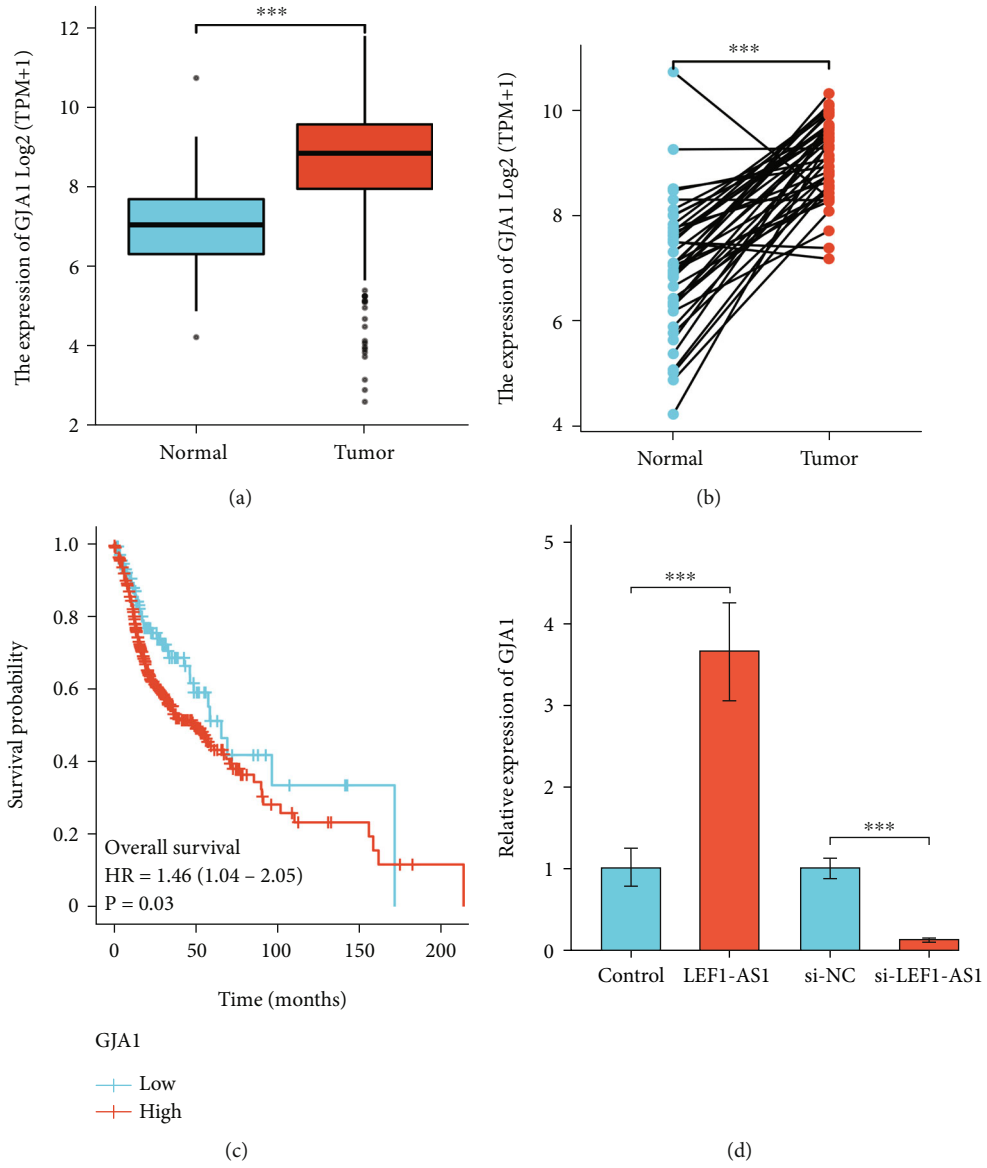 The expression of GJA1 Log2 (TPM+1)
12
10
8
6
4
2
***
Normal
Tumor
(a)
The expression of GJA1 Log2 (TPM+1)
10
8
6
4
***
Normal
Tumor
(b)
Survival probability
1.0
0.8
0.6
0.4
0.2
0
Overall survival
HR = 1.46 (1.04 – 2.05)
P = 0.03
0
50
100
150
200
Time (months)
GJA1
Low
High
(c)
Relative expression of GJA1
5
4
3
2
1
0
***
***
Control
LEF1-AS1
si-NC
si-LEF1-AS1
(d)